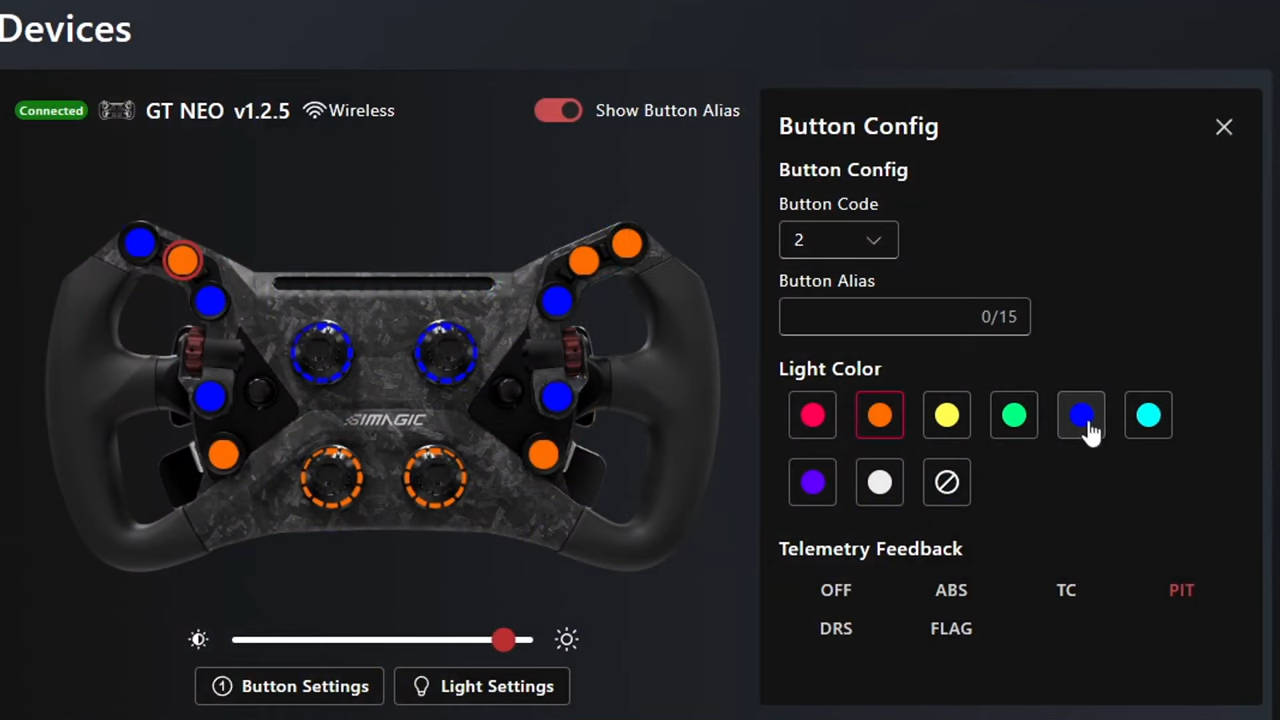 Devices
Connected GT NEO v1.2.5 Wireless Show Button Alias
SIMAGIC
1 Button Settings Light Settings
Button Config
Button Config
Button Code
2
Button Alias
0/15
Light Color
Telemetry Feedback
OFF ABS TC PIT
DRS FLAG